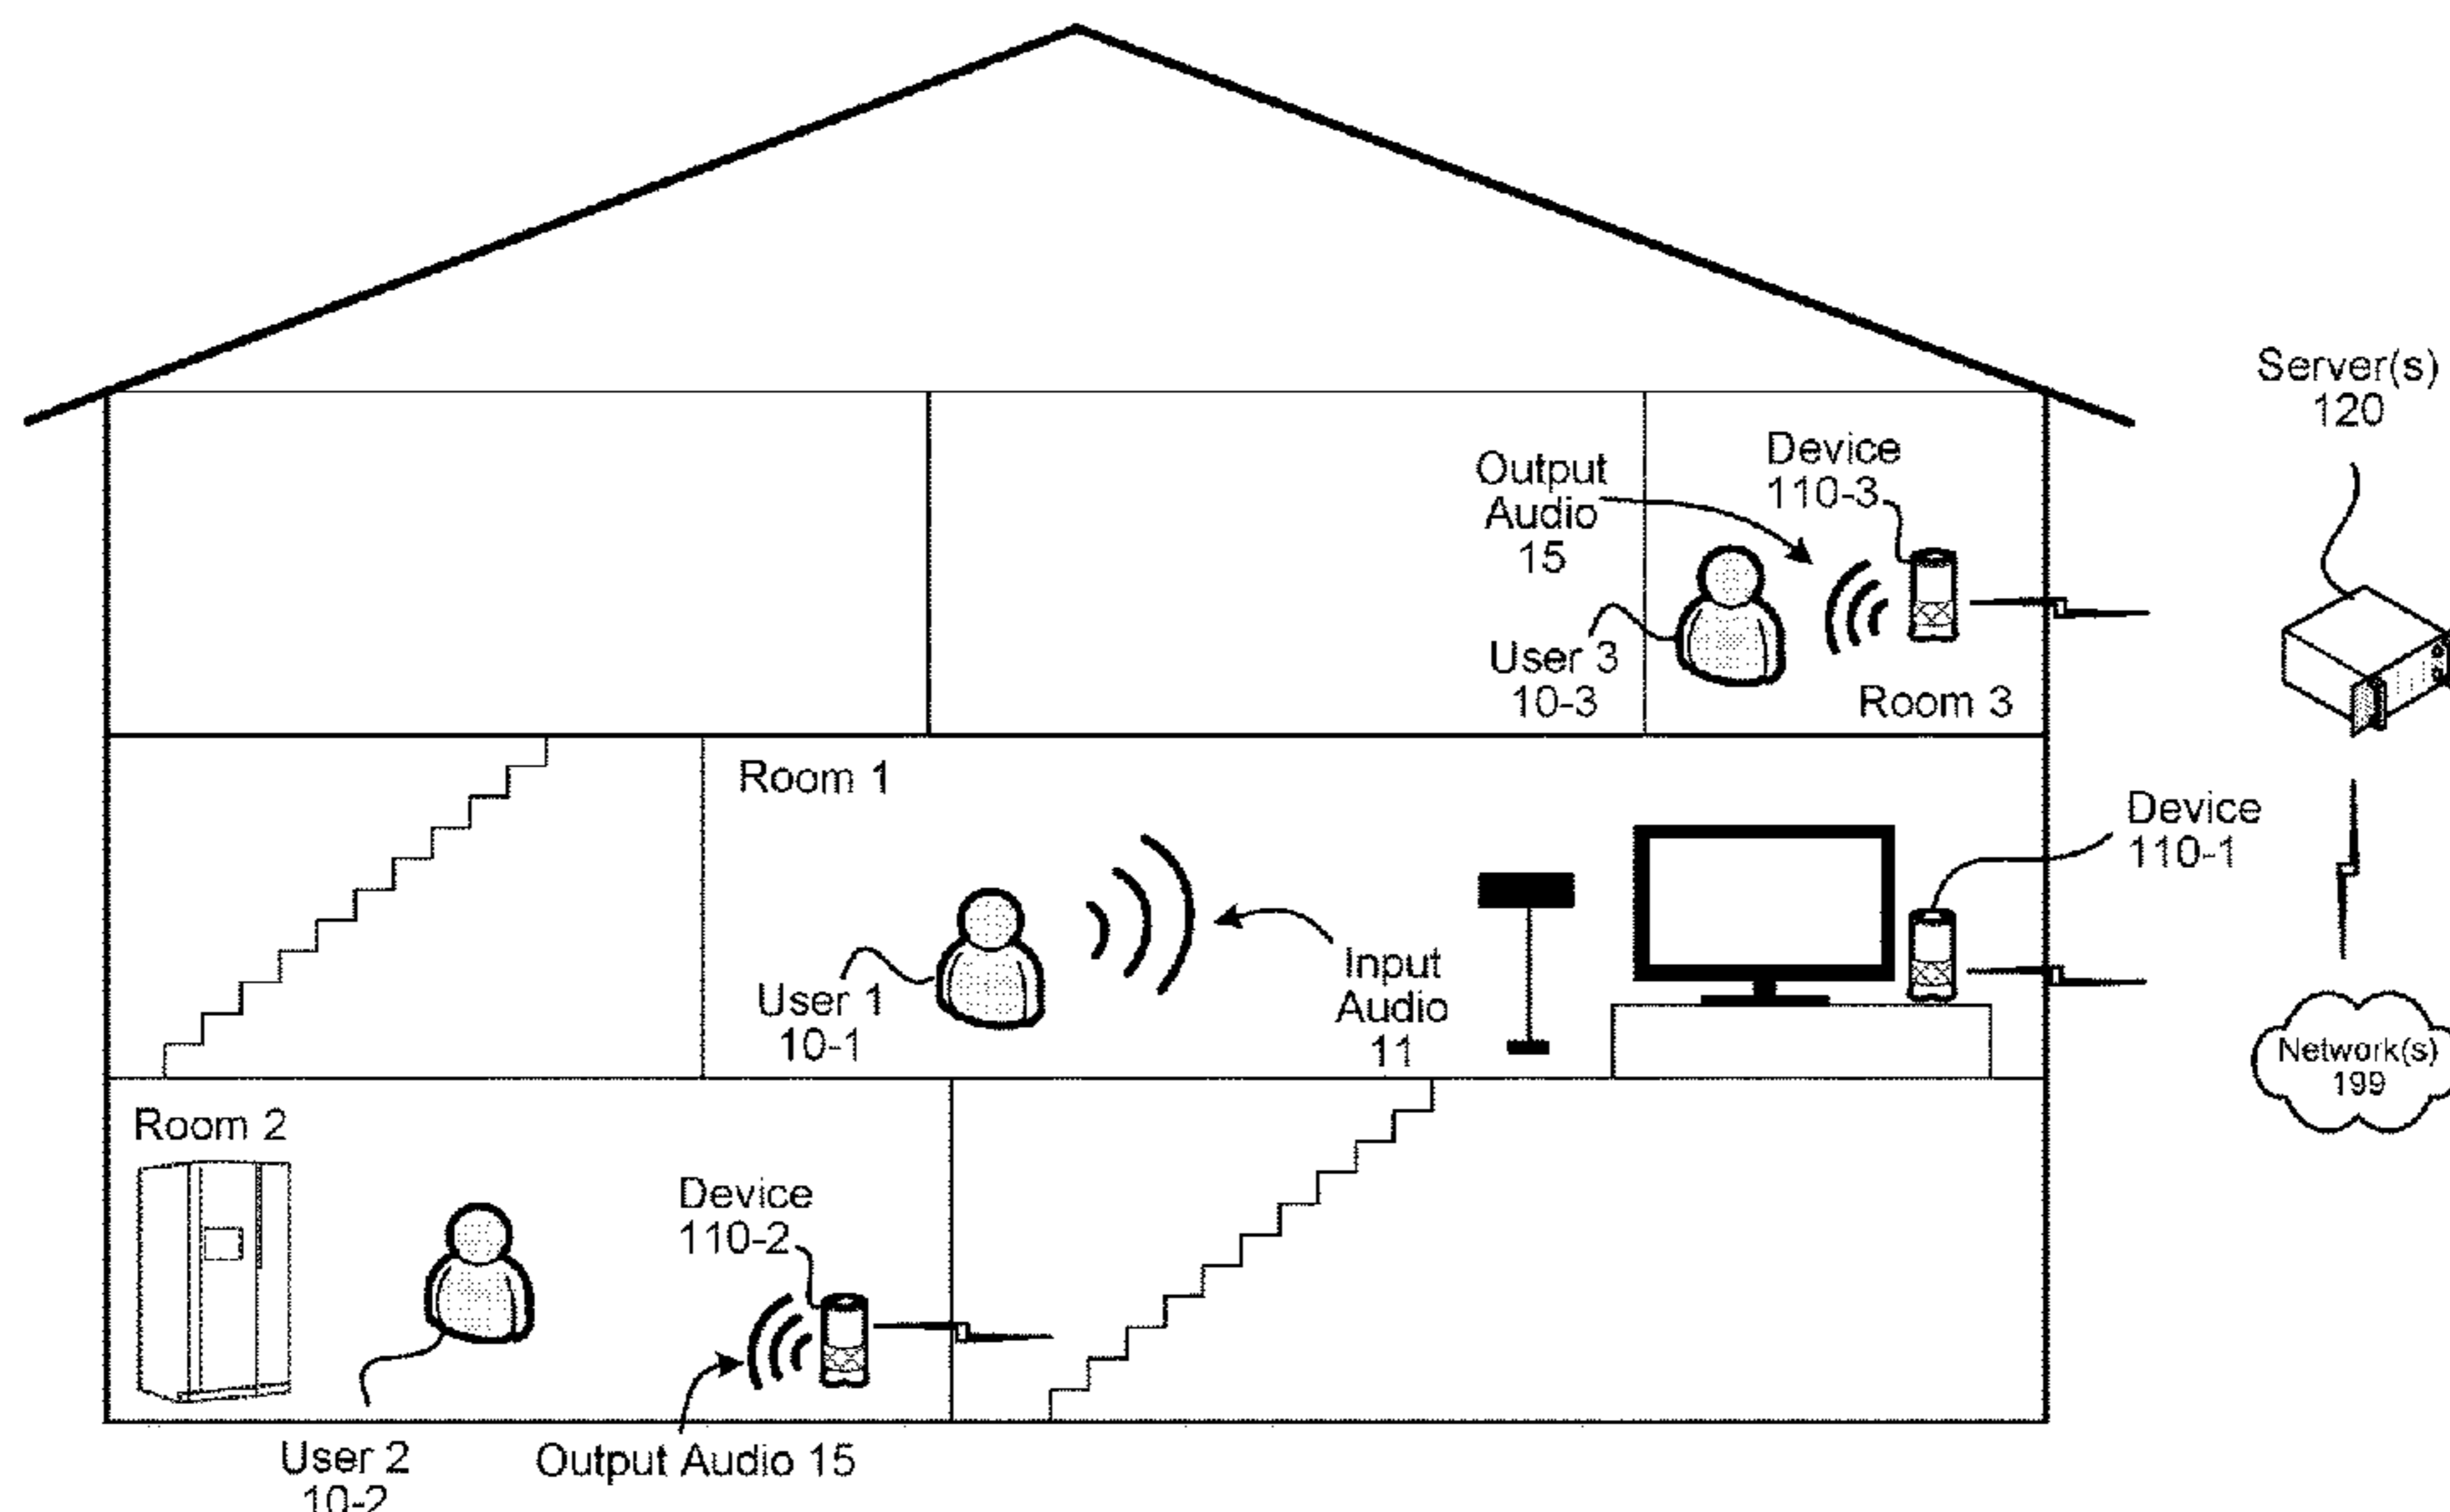 Server(s)
120
Device
110-3
Output
Audio
15
User 3
10-3
Room 3
Room 1
Device
110-1
User 1
10-1
Input
Audio
11
Network(s)
199
Room 2
Device
110-2
User 2
10-2
Output Audio 15